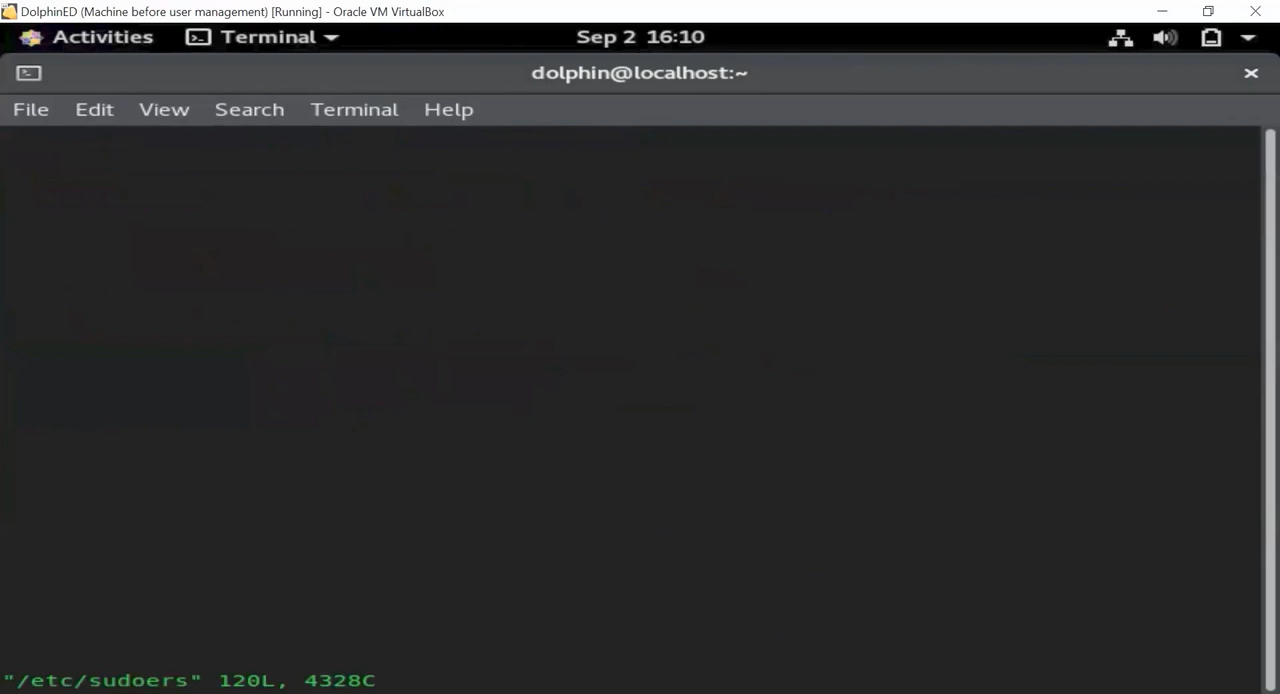 DolphinED (Machine before user management) [Running] - Oracle VM VirtualBox
Activities Terminal Sep 2 16:10
dolphin@localhost:~
File Edit View Search Terminal Help
"/etc/sudoers" 120L, 4328C